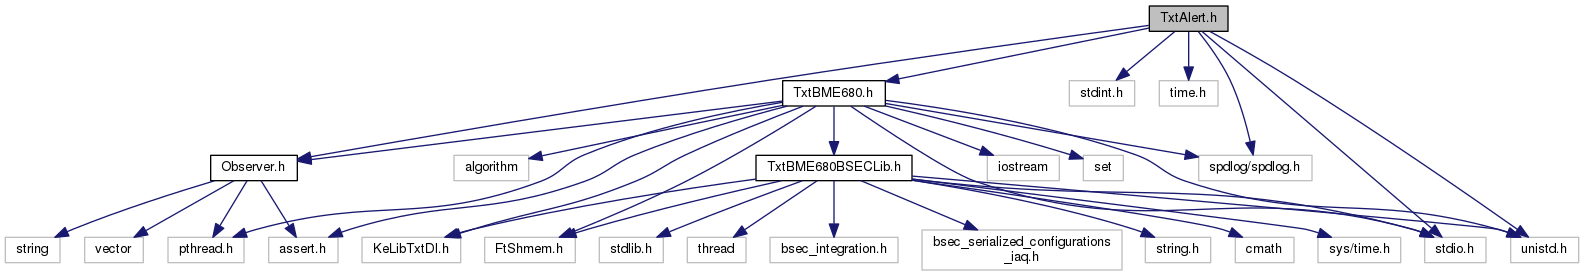 TxtAlert.h
TxtBME680.h
stdint.h
time.h
Observer.h
algorithm
TxtBME680BSECLib.h
iostream
set
spdlog/spdlog.h
string
vector
pthread.h
assert.h
KeLibTxtDl.h
FtShmem.h
stdlib.h
thread
bsec_integration.h
bsec_serialized_configurations
_iaq.h
string.h
cmath
sys/time.h
stdio.h
unistd.h